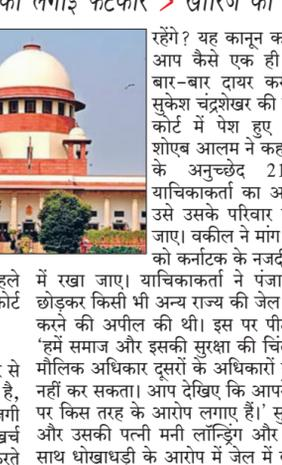 की लगाई फटकार > खारिज की
रहेंगे? यह कानून क
आप कैसे एक ही
बार-बार दायर कर
सुकेश चंद्रशेखर की
कोर्ट में पेश हुए
शोएब आलम ने कह
के अनुच्छेद 21
याचिकाकर्ता का अ
उसे उसके परिवार
जाए। वकील ने मांग
को कर्नाटक के नजदी
हले
में रखा जाए। याचिकाकर्ता ने पंजा
ोर्ट
छोड़कर किसी भी अन्य राज्य की जेल
करने की अपील की थी। इस पर पी
'हमें समाज और इसकी सुरक्षा की चिं
से
मौलिक अधिकार दूसरों के अधिकारों
है,
नहीं कर सकता। आप देखिए कि आपने
गी
पर किस तरह के आरोप लगाए हैं।' सु
खर्च
और उसकी पत्नी मनी लॉन्ड्रिंग और
रते
साथ धोखाधड़ी के आरोप में जेल में